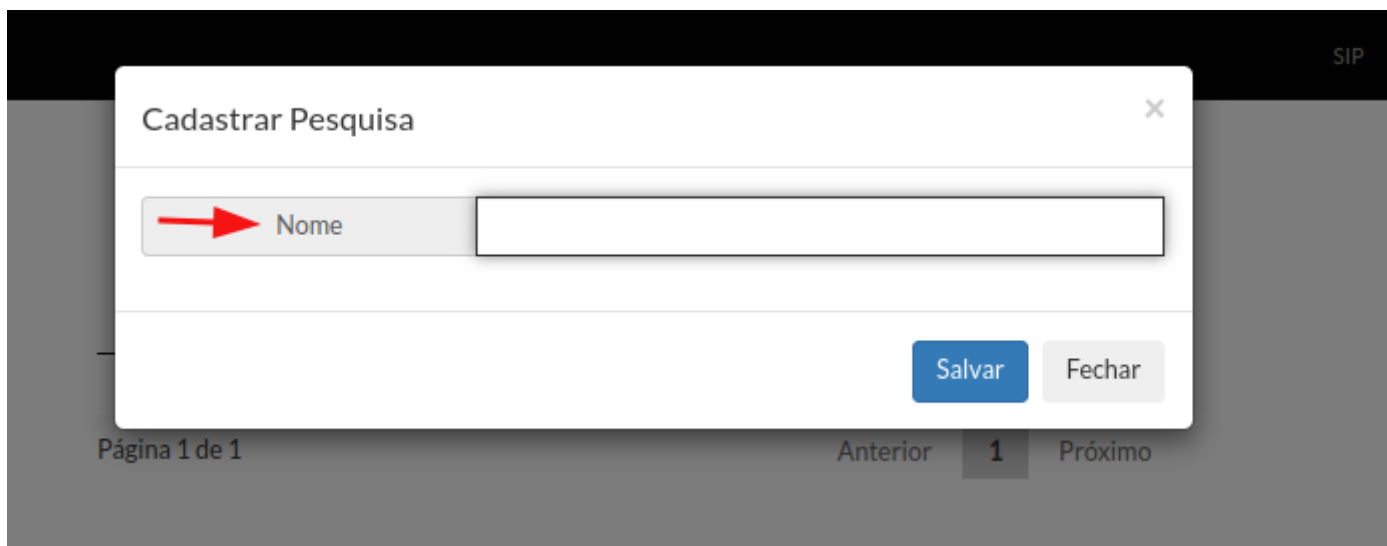 SIP
Cadastrar Pesquisa ×
Nome
Salvar Fechar
Página 1 de 1 Anterior 1 Próximo